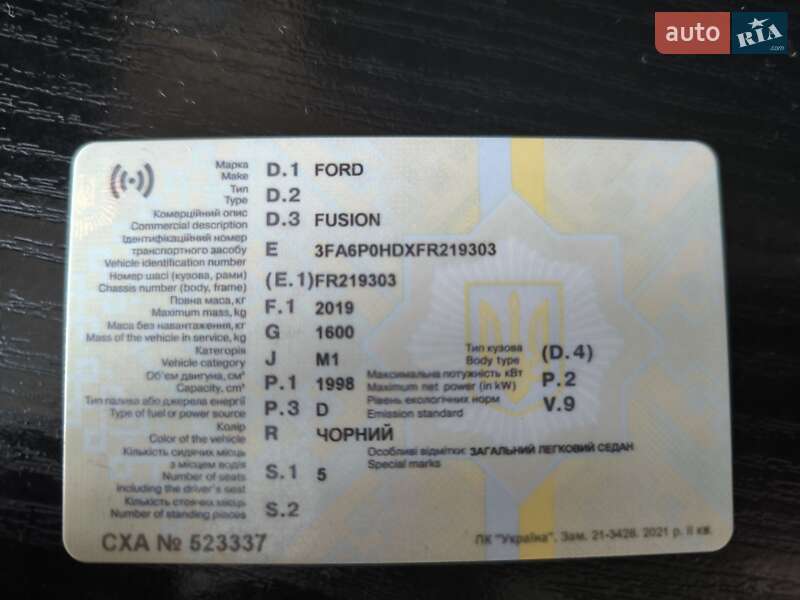 auto RIA
.com
Марка D.1 FORD
Make
Тип D.2
Type
Комерційний опис D.3 FUSION
Commercial description
Ідентифікаційний номер
транспортного засобу E 3FA6P0HDXFR219303
Vehicle identification number
Номер шасі (кузова, рами) (E.1) FR219303
Chassis number (body, frame)
Повна маса, кг F.1 2019
Maximum mass, kg
Маса без навантаження, кг G 1600
Mass of the vehicle in service, kg
Тип кузова (D.4)
Body type
Категорія J M1
Vehicle category
Максимальна потужність кВт P.2
Maximum net power (in kW)
Об'єм двигуна, см³ P.1 1998
Capacity, cm³
Рівень екологічних норм V.9
Emission standard
Тип палива або джерела енергії P.3 D
Type of fuel or power source
Колір R ЧОРНИЙ
Color of the vehicle
Особливі відмітки: ЗАГАЛЬНИЙ ЛЕГКОВИЙ СЕДАН
Special marks
Кількість сидячих місць
з місцем водія S.1 5
Number of seats
including the driver's seat
Кількість стоячих місць S.2
Number of standing places
СХА № 523337
ПК "Україна". Зам. 21-3428. 2021 р. II кв.